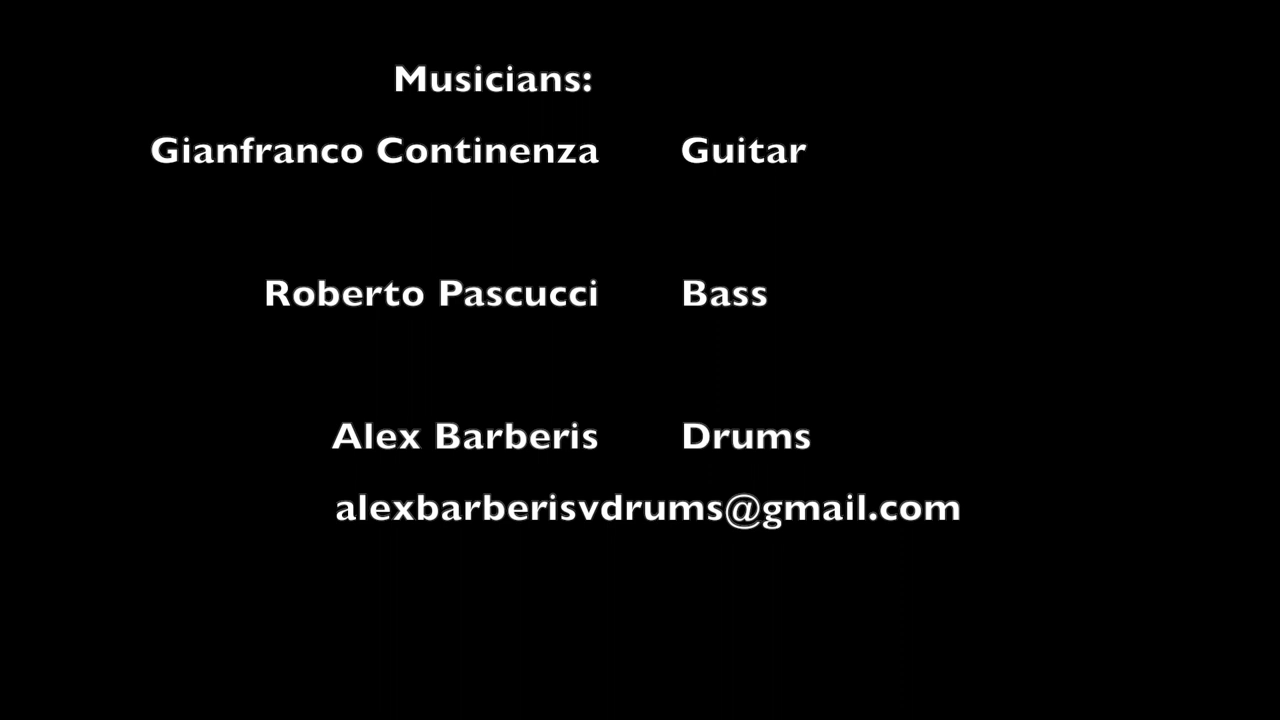 Musicians:
Gianfranco Continenza Guitar
Roberto Pascucci Bass
Alex Barberis Drums
alexbarberisvdrums@gmail.com